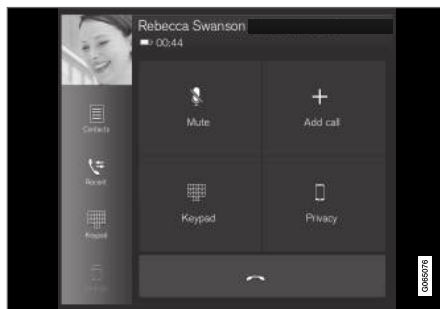 Rebecca Swanson
00:44
Mute
Add call
Contacts
Recent
Keypad
Keypad
Privacy
G065076